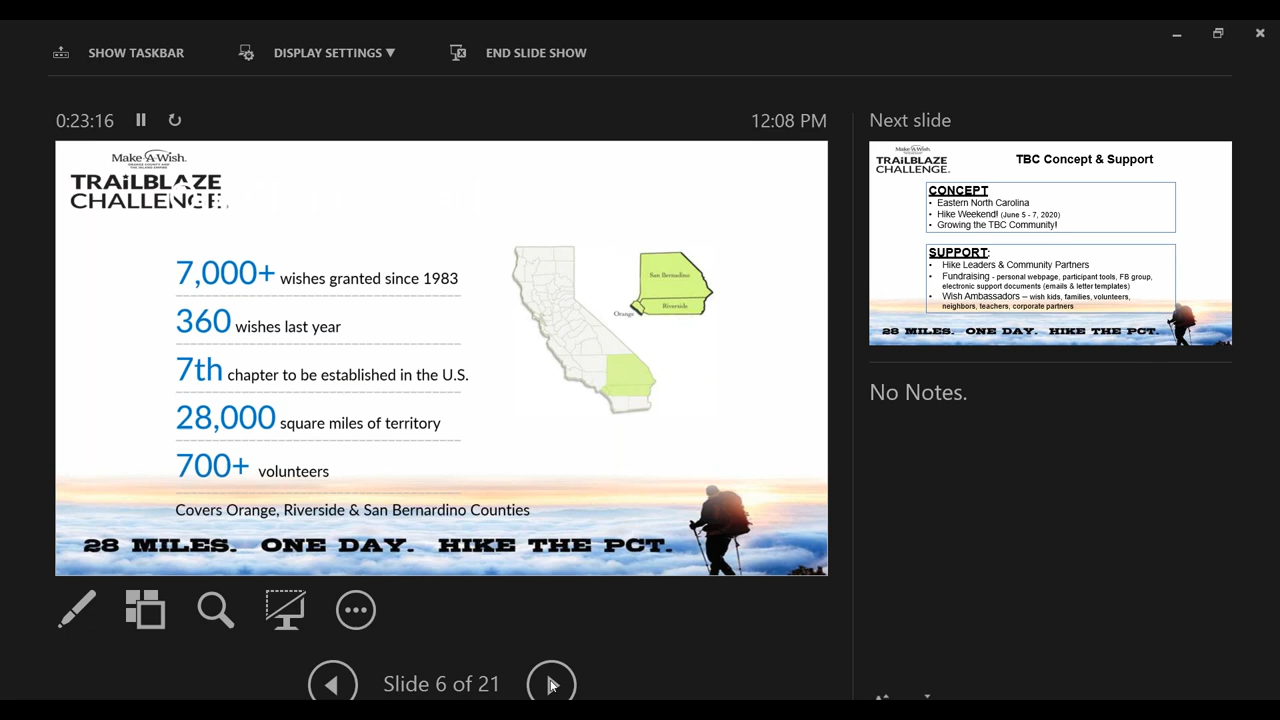 SHOW TASKBAR DISPLAY SETTINGS ▼ END SLIDE SHOW
0:23:16 12:08 PM Next slide
Make-A-Wish.
ORANGE COUNTY AND
THE INLAND EMPIRE
TRAiLBLAZE
CHALLENGE.
7,000+ wishes granted since 1983
360 wishes last year
7th chapter to be established in the U.S.
28,000 square miles of territory
700+ volunteers
Covers Orange, Riverside & San Bernardino Counties
28 MILES. ONE DAY. HIKE THE PCT.
San Bernardino
Riverside
Orange
Make-A-Wish.
TRAiLBLAZE
CHALLENGE.
TBC Concept & Support
CONCEPT
• Eastern North Carolina
• Hike Weekend! (June 5 - 7, 2020)
• Growing the TBC Community!
SUPPORT:
• Hike Leaders & Community Partners
• Fundraising - personal webpage, participant tools, FB group,
electronic support documents (emails & letter templates)
• Wish Ambassadors – wish kids, families, volunteers,
neighbors, teachers, corporate partners
28 MILES. ONE DAY. HIKE THE PCT.
No Notes.
Slide 6 of 21